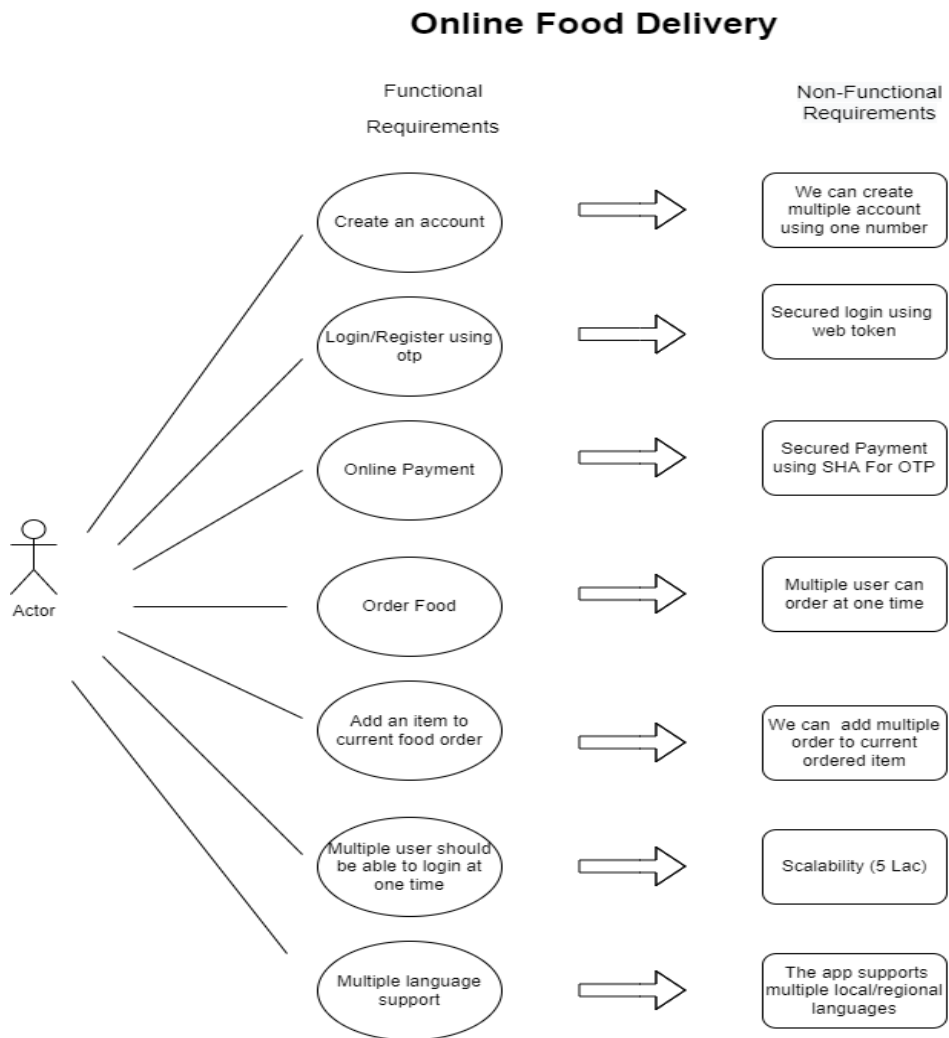 Online Food Delivery
Functional
Requirements
Non-Functional
Requirements
Create an account
We can create
multiple account
using one number
Login/Register using
otp
Secured login using
web token
Online Payment
Secured Payment
using SHA For OTP
Actor
Order Food
Multiple user can
order at one time
Add an item to
current food order
We can add multiple
order to current
ordered item
Multiple user should
be able to login at
one time
Scalability (5 Lac)
Multiple language
support
The app supports
multiple local/regional
languages